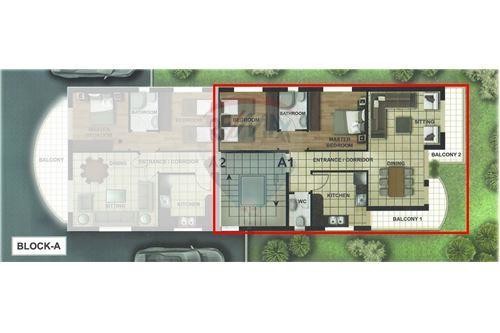 BEDROOM
BATHROOM
MASTER
BEDROOM
SITTING
BALCONY 2
MASTER
BEDROOM
BATHROOM
BEDROOM
BALCONY
DINING
ENTRANCE / CORRIDOR
2
A1
ENTRANCE / CORRIDOR
DINING
SITTING
KITCHEN
WC
KITCHEN
BALCONY 1
BLOCK-A